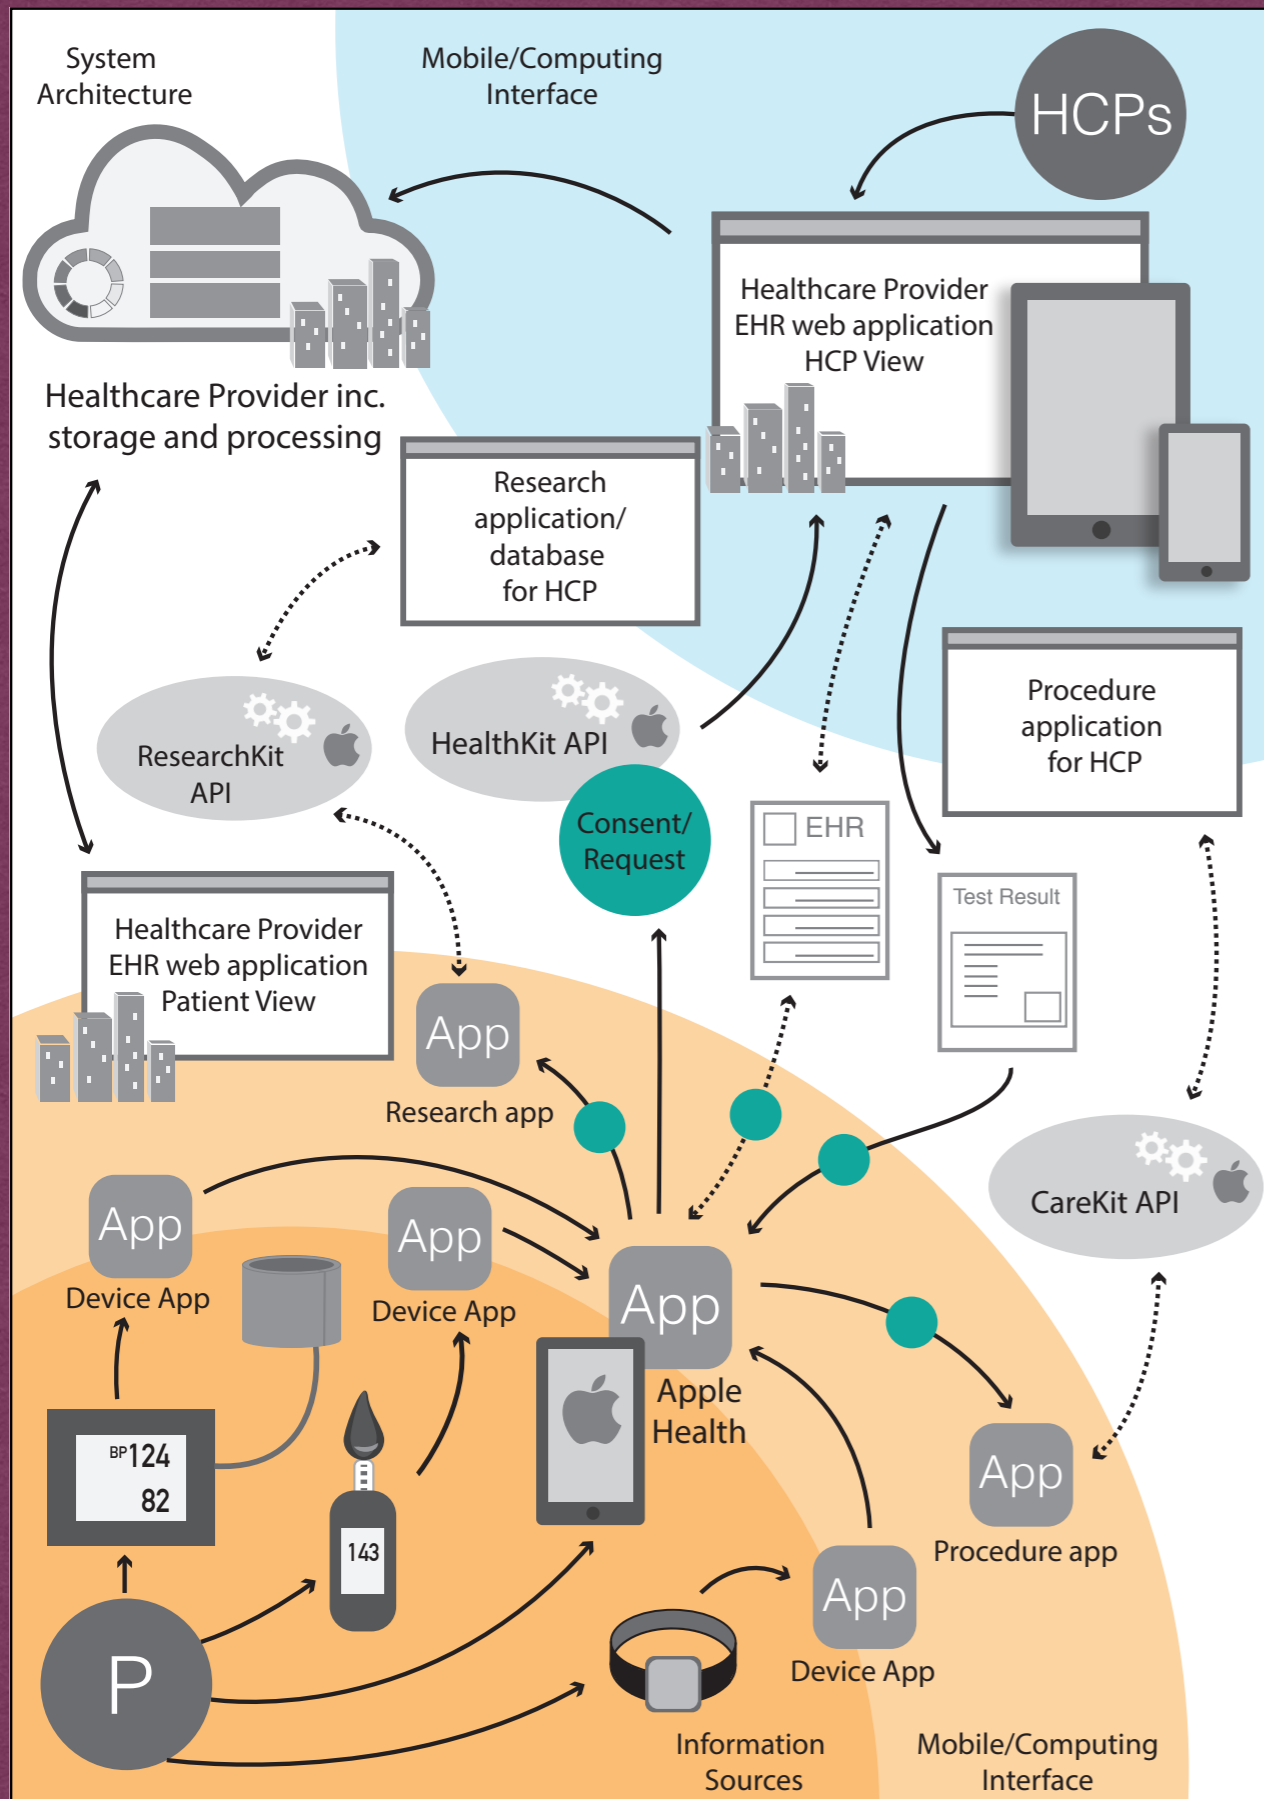 System
Architecture
Mobile/Computing
Interface
HCPs
Healthcare Provider
EHR web application
HCP View
Healthcare Provider inc.
storage and processing
Research
application/
database
for HCP
Procedure
application
for HCP
ResearchKit
API
HealthKit API
Consent/
Request
EHR
Test Result
Healthcare Provider
EHR web application
Patient View
App
Research app
CareKit API
App
Device App
App
Device App
App
Apple
Health
BP124
82
143
App
Procedure app
App
Device App
P
Information
Sources
Mobile/Computing
Interface